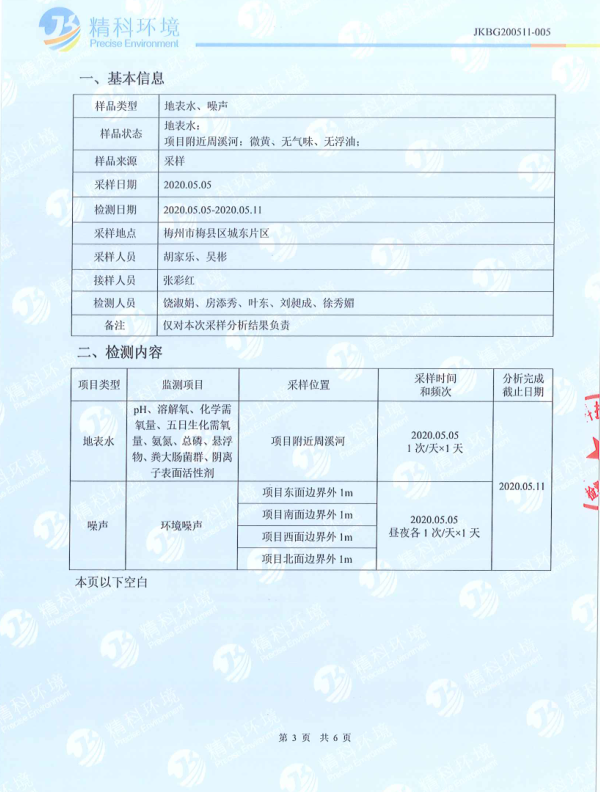 精科环境
Precise Environment
JKBG200511-005
一、基本信息
样品类型 地表水、噪声
样品状态 地表水：
项目附近周溪河：微黄、无气味、无浮油；
样品来源 采样
采样日期 2020.05.05
检测日期 2020.05.05-2020.05.11
采样地点 梅州市梅县区城东片区
采样人员 胡家乐、吴彬
接样人员 张彩红
检测人员 饶淑娟、房添秀、叶东、刘昶成、徐秀媚
备注 仅对本次采样分析结果负责
二、检测内容
项目类型 监测项目 采样位置 采样时间
和频次 分析完成
截止日期
地表水 pH、溶解氧、化学需
氧量、五日生化需氧
量、氨氮、总磷、悬浮
物、粪大肠菌群、阴离
子表面活性剂
项目附近周溪河
2020.05.05
1 次/天×1 天
2020.05.11
噪声 环境噪声
项目东面边界外 1m
项目南面边界外 1m
项目西面边界外 1m
项目北面边界外 1m
2020.05.05
昼夜各 1 次/天×1 天
本页以下空白
第 3 页 共 6 页